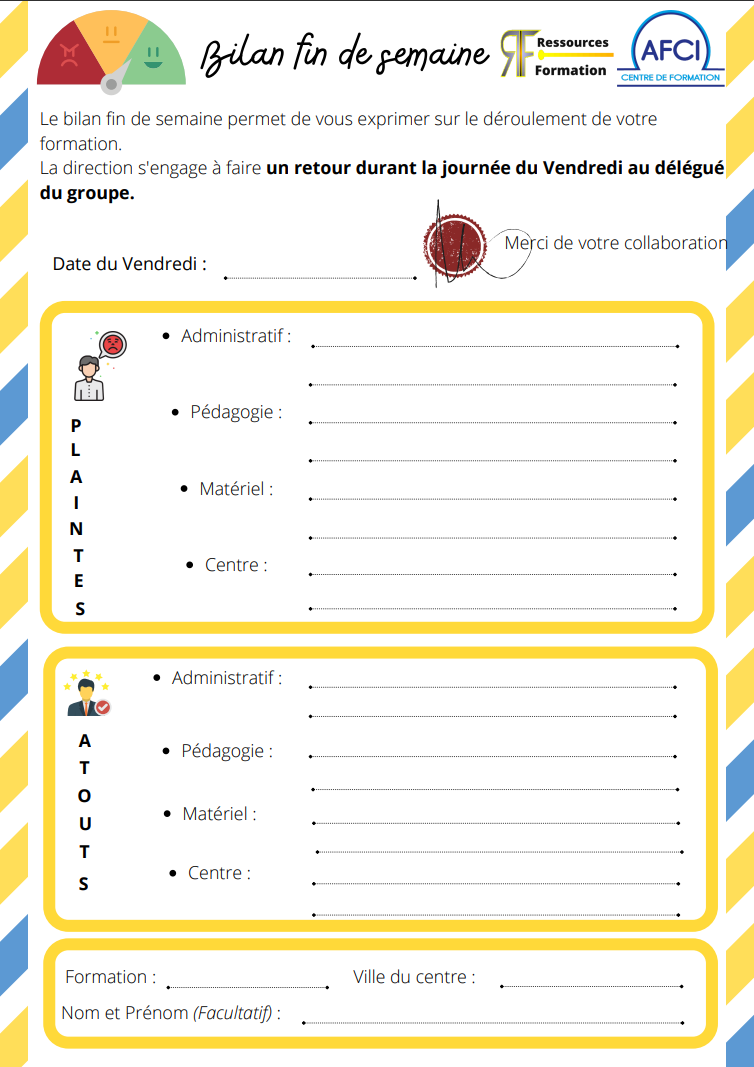 Bilan fin de semaine
Ressources
Formation
AFCI
CENTRE DE FORMATION
Le bilan fin de semaine permet de vous exprimer sur le déroulement de votre
formation.
La direction s'engage à faire un retour durant la journée du Vendredi au délégué
du groupe.
Merci de votre collaboration
Date du Vendredi :
PLAINTES
Administratif :
Pédagogie :
Matériel :
Centre :
ATOUTS
Administratif :
Pédagogie :
Matériel :
Centre :
Formation :
Ville du centre :
Nom et Prénom (Facultatif) :